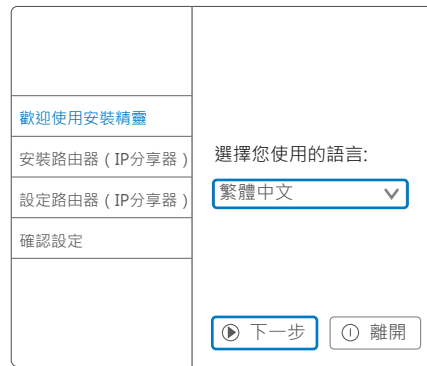 歡迎使用安裝精靈
安裝路由器 ( IP分享器 )
設定路由器 ( IP分享器 )
確認設定
選擇您使用的語言:
繁體中文
下一步
離開